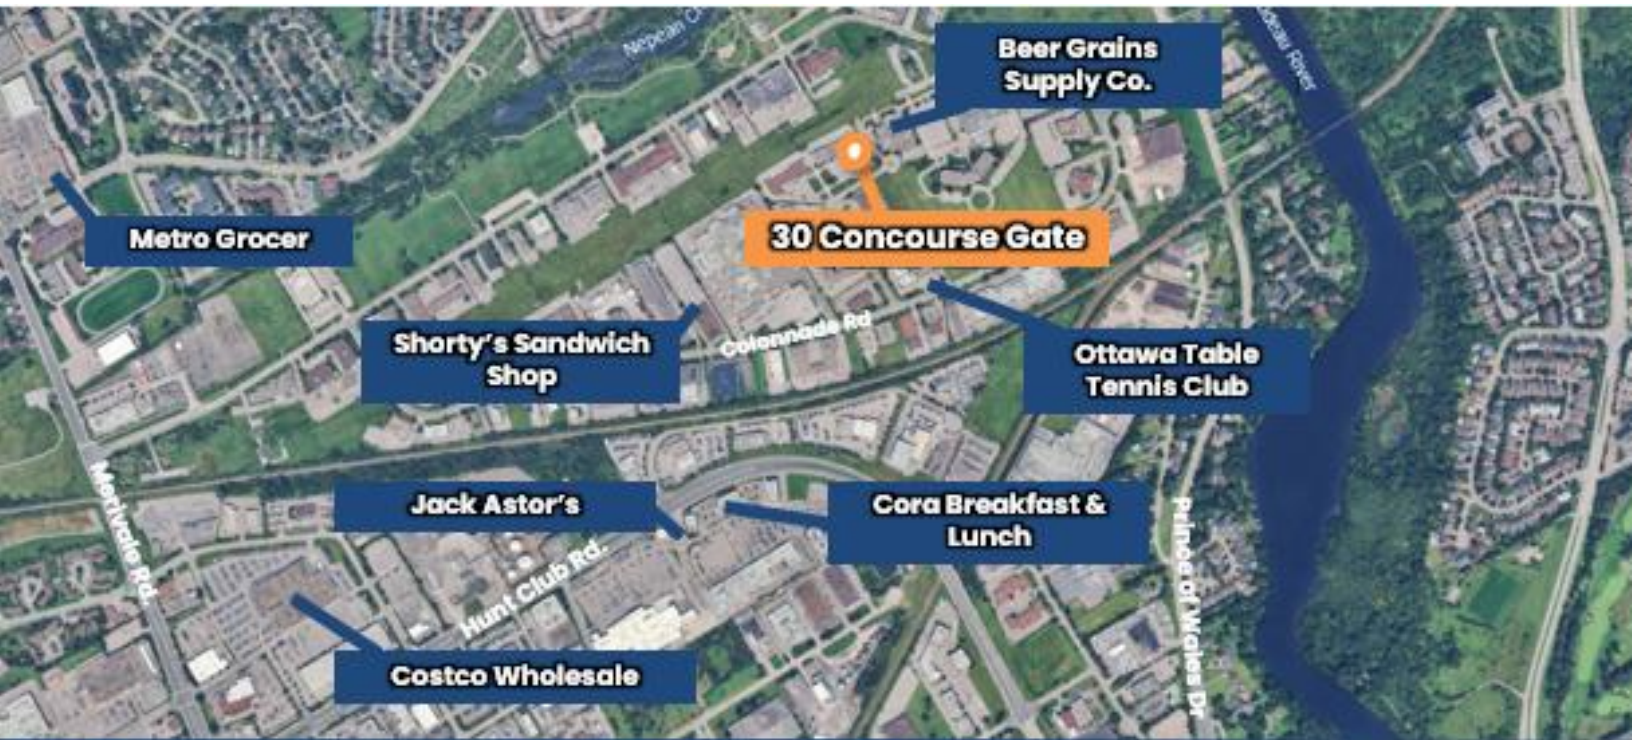 Nepean
Rideau River
Beer Grains
Supply Co.
Metro Grocer
30 Concourse Gate
Shorty's Sandwich
Shop
Colonnade Rd
Ottawa Table
Tennis Club
Merivale Rd.
Jack Astor's
Cora Breakfast &
Lunch
Hunt Club Rd.
Prince of Wales Dr
Costco Wholesale